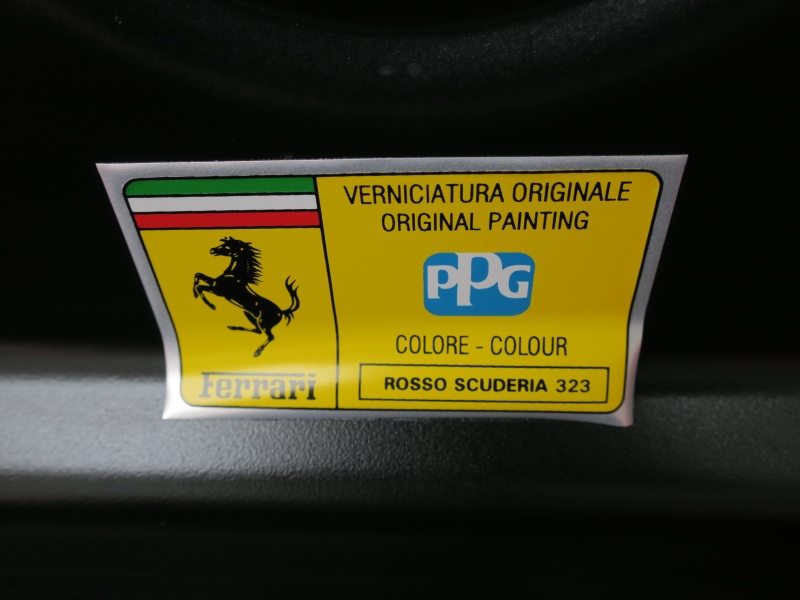 VERNICIATURA ORIGINALE
ORIGINAL PAINTING
PPG
COLORE - COLOUR
ROSSO SCUDERIA 323
Ferrari